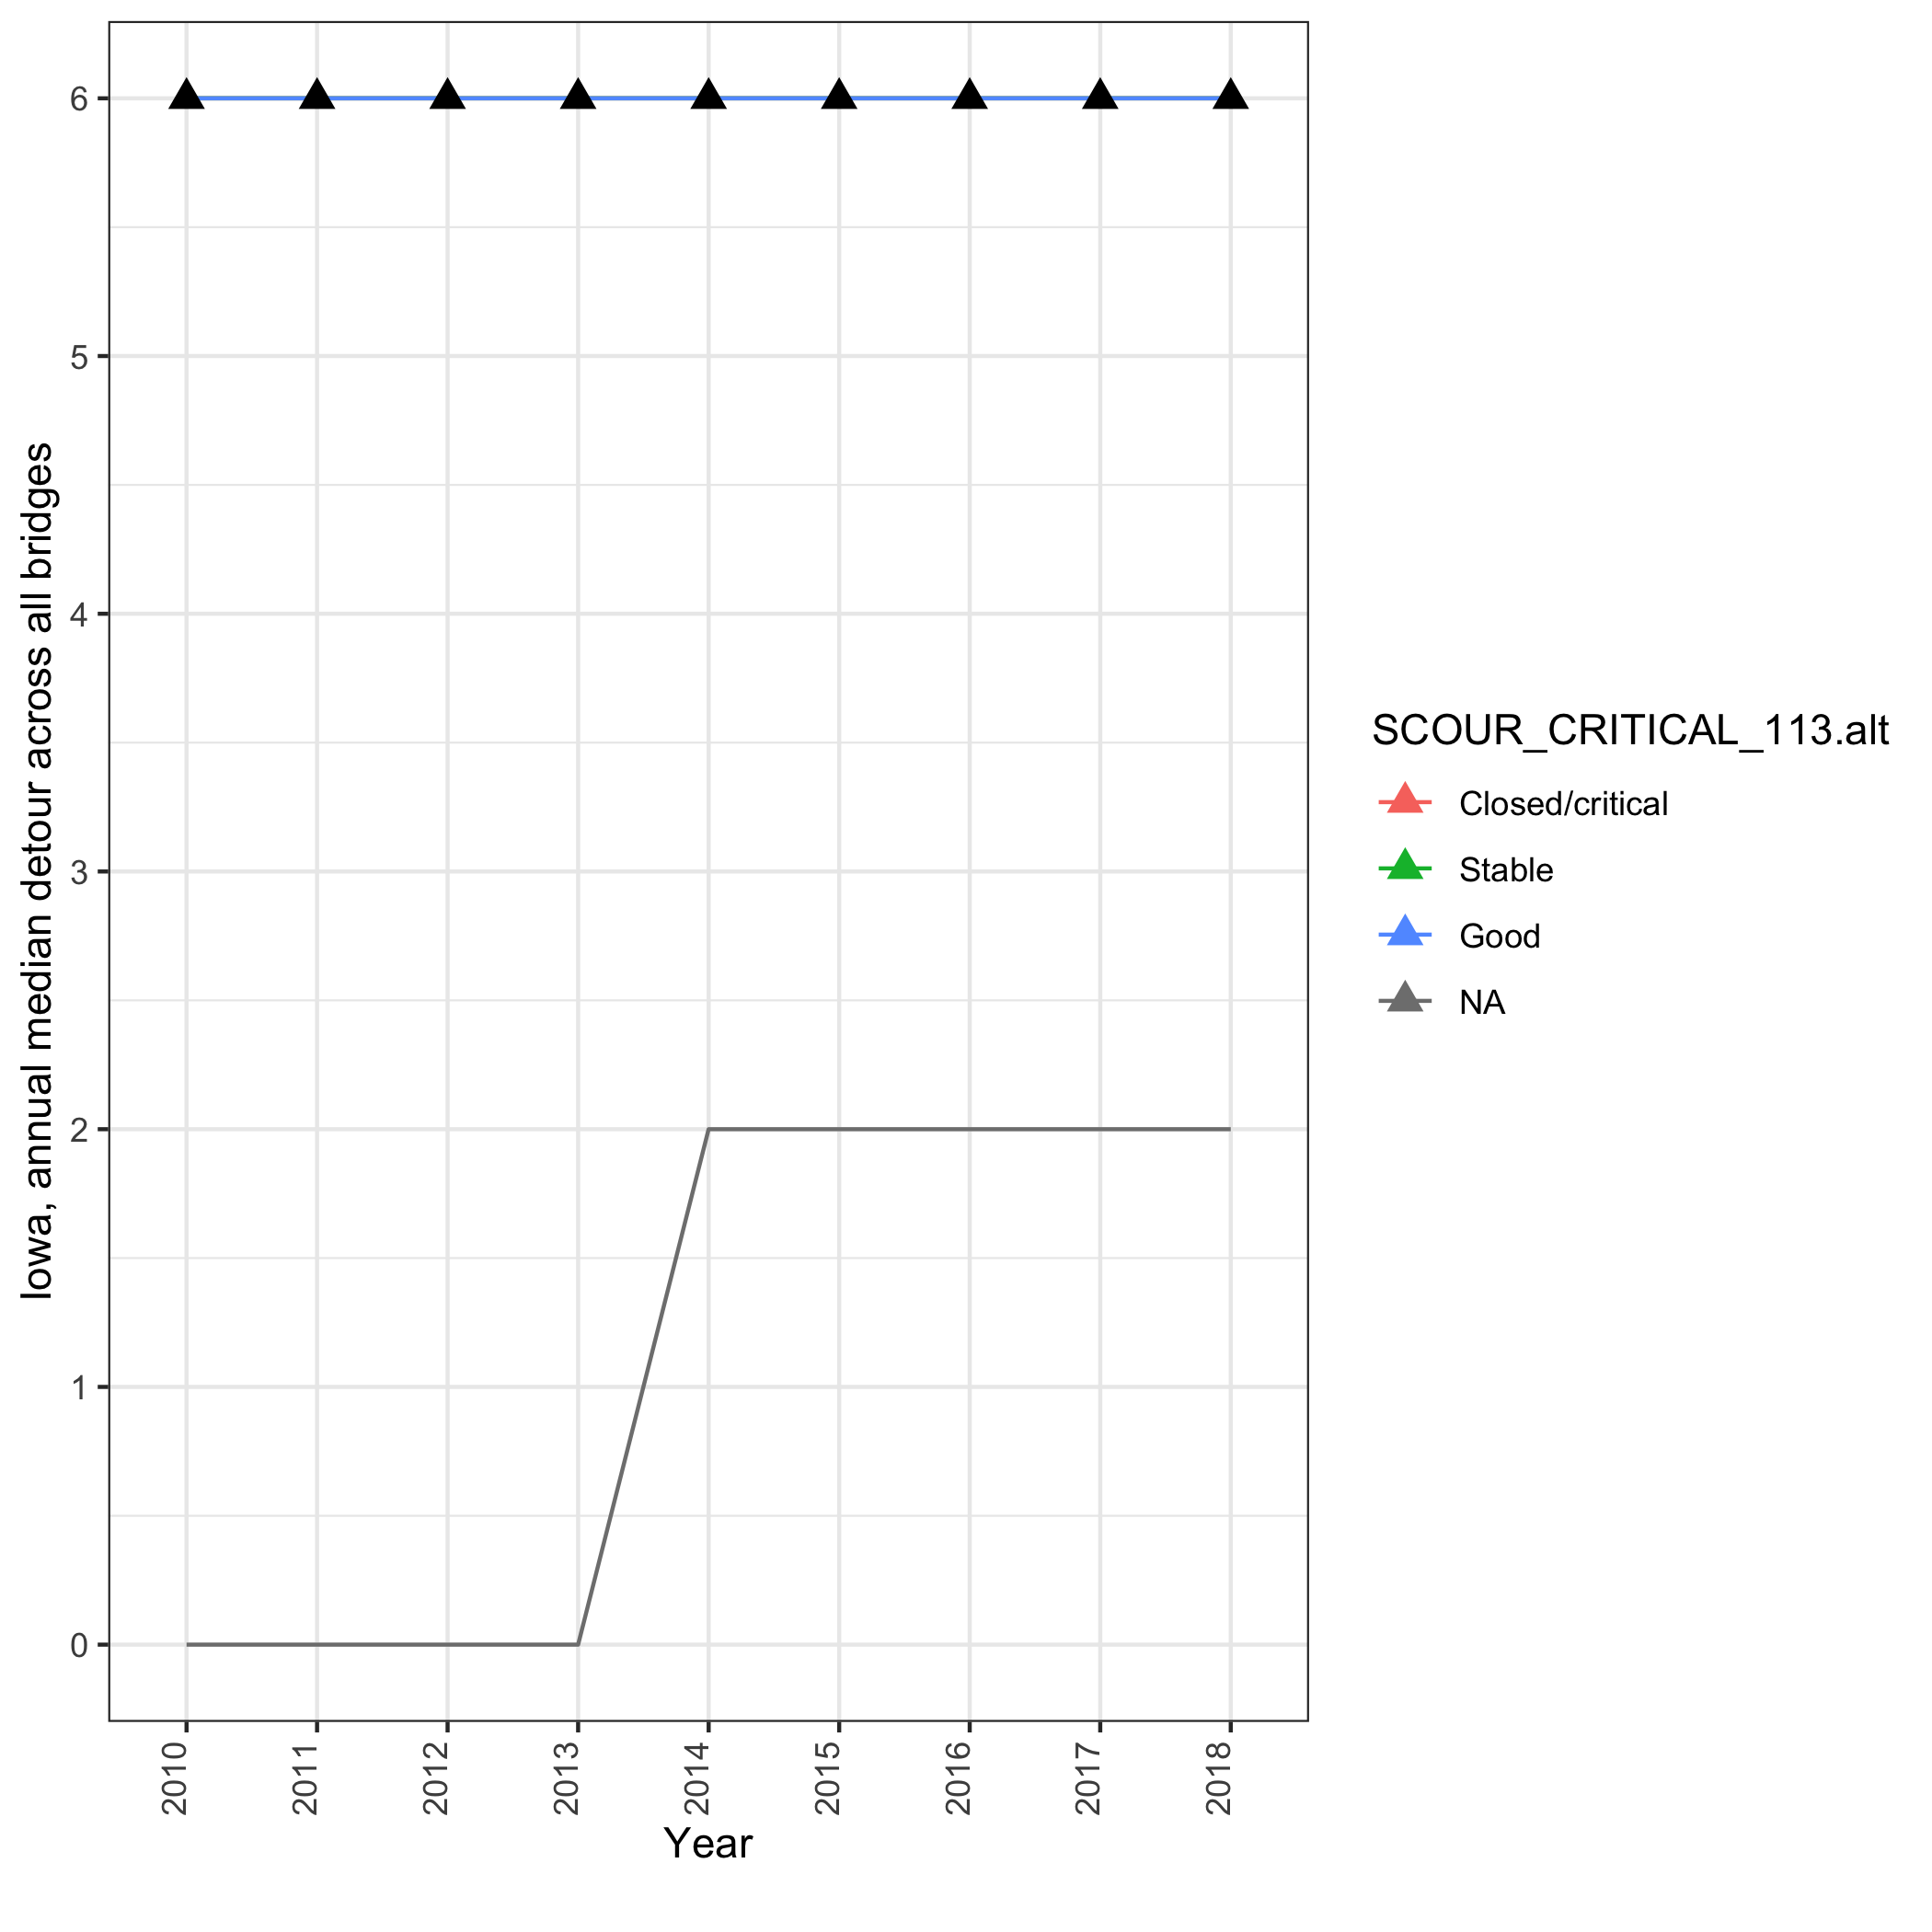 Iowa, annual median detour across all bridges
6
5
4
3
2
1
0
2010
2011
2012
2013
2014
2015
2016
2017
2018
Year
SCOUR_CRITICAL_113.alt
Closed/critical
Stable
Good
NA